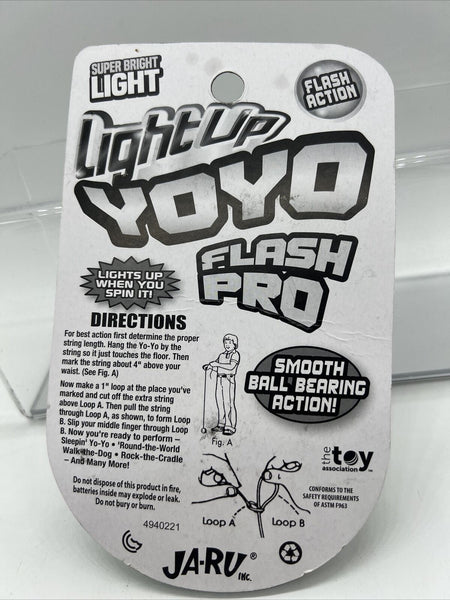 SUPER BRIGHT
LIGHT
FLASH
ACTION
Light Up
YOYO
FLASH
PRO
LIGHTS UP
WHEN YOU
SPIN IT!
DIRECTIONS
For best action first determine the proper
string length. Hang the Yo-Yo by the
string so it just touches the floor. Then
mark the string about 4" above your
waist. (See Fig. A)
Now make a 1" loop at the place you've
marked and cut off the extra string
above Loop A. Then pull the string
through Loop A, as shown, to form Loop
B. Slip your middle finger through Loop
B. Now you're ready to perform –
Sleepin' Yo-Yo • 'Round-the-World
Walk-the-Dog • Rock-the-Cradle
– And Many More!
Fig. A
SMOOTH
BALL BEARING
ACTION!
the toy
association
Do not dispose of this product in fire,
batteries inside may explode or leak.
Do not bury or burn.
4940221
Loop A
Loop B
CONFORMS TO THE
SAFETY REQUIREMENTS
OF ASTM F963
JA-RU® INC.